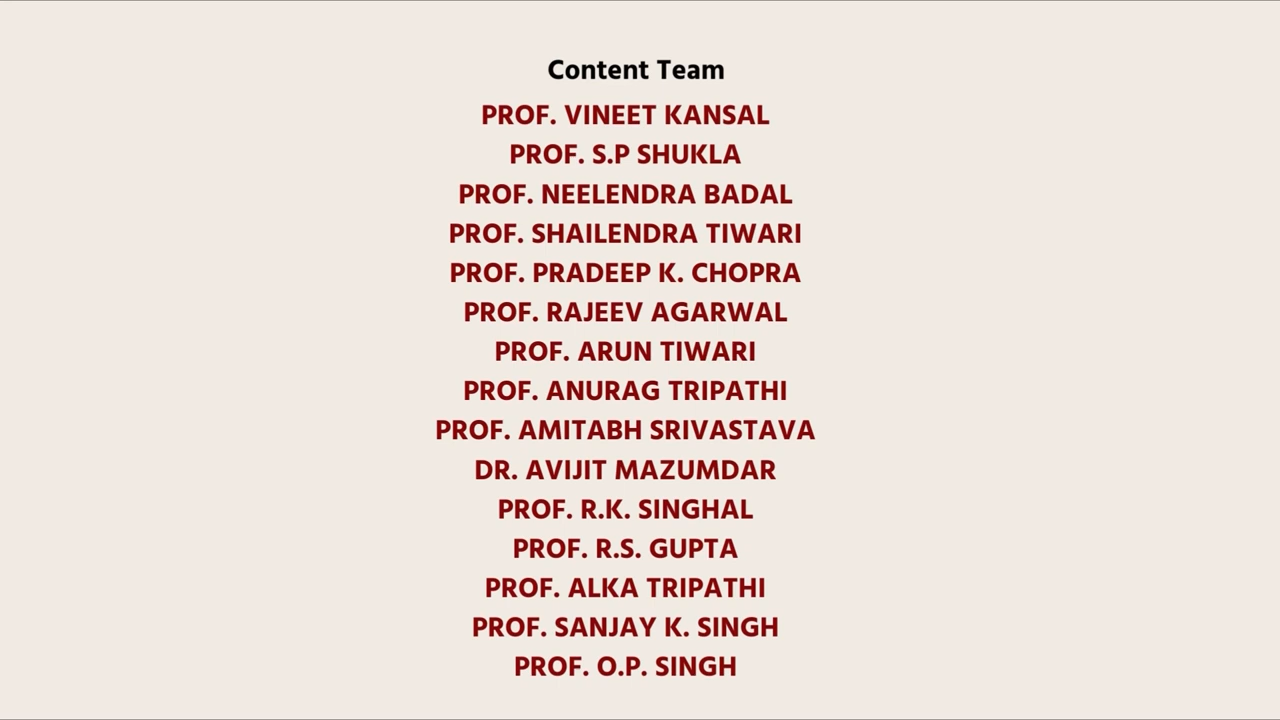 Content Team
PROF. VINEET KANSAL
PROF. S.P SHUKLA
PROF. NEELENDRA BADAL
PROF. SHAILENDRA TIWARI
PROF. PRADEEP K. CHOPRA
PROF. RAJEEV AGARWAL
PROF. ARUN TIWARI
PROF. ANURAG TRIPATHI
PROF. AMITABH SRIVASTAVA
DR. AVIJIT MAZUMDAR
PROF. R.K. SINGHAL
PROF. R.S. GUPTA
PROF. ALKA TRIPATHI
PROF. SANJAY K. SINGH
PROF. O.P. SINGH